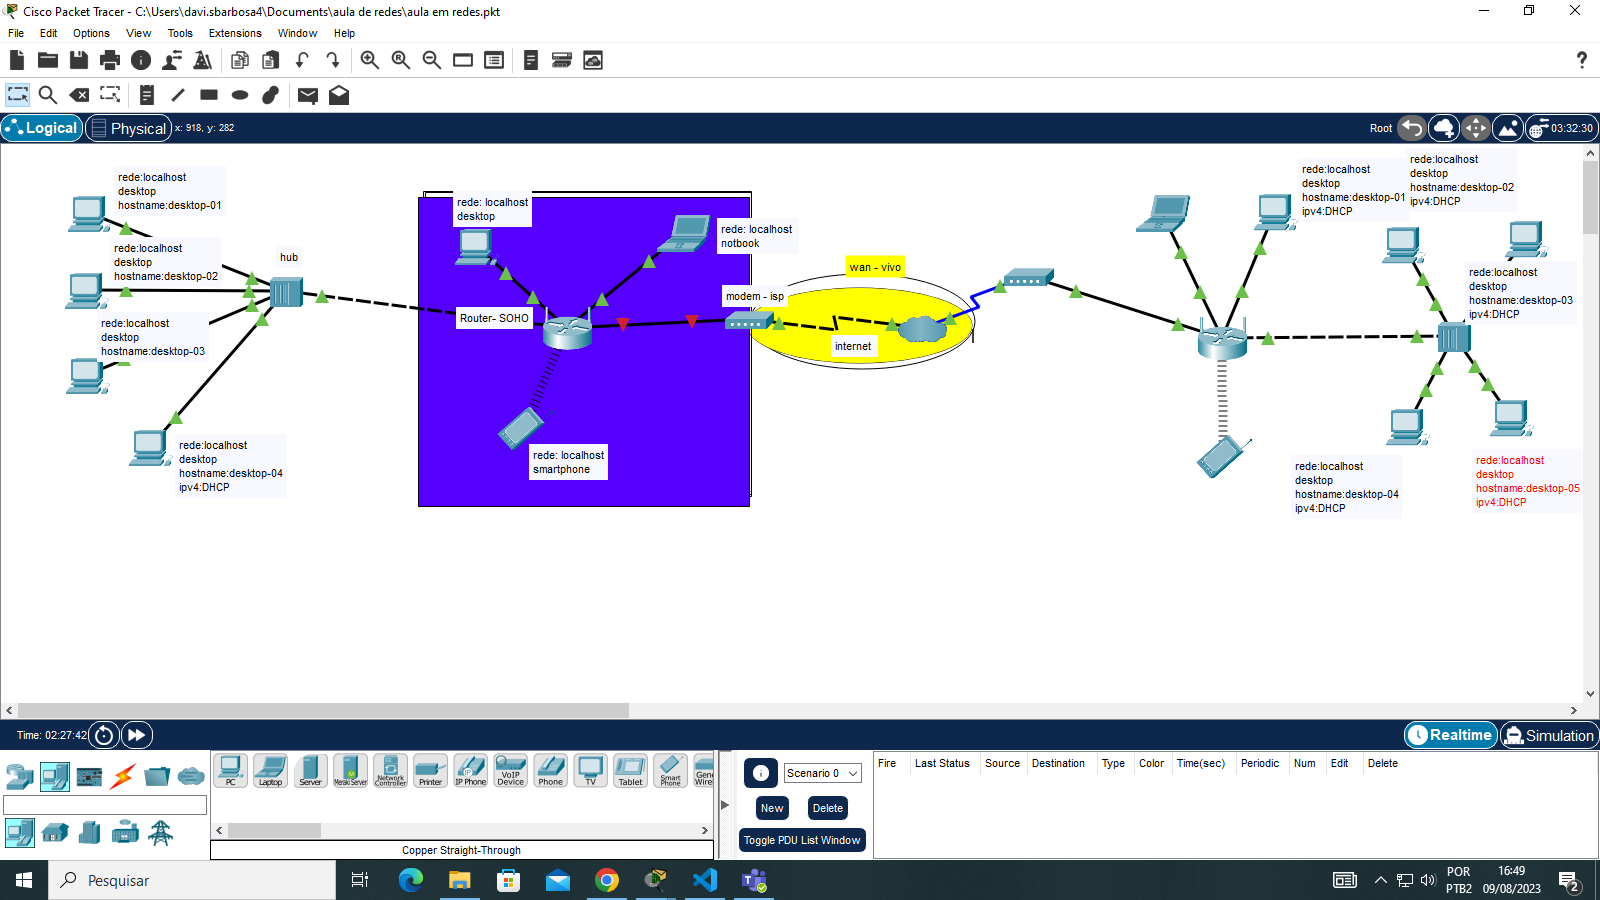 Cisco Packet Tracer - C:\Users\davi.sbarbosa4\Documents\aula de redes\aula em redes.pkt
File Edit Options View Tools Extensions Window Help
Logical Physical x: 918, y: 282 Root 03:32:30
rede:localhost
desktop
hostname:desktop-01
rede:localhost
desktop
hostname:desktop-02
rede:localhost
desktop
hostname:desktop-03
rede:localhost
desktop
hostname:desktop-04
ipv4:DHCP
hub
rede: localhost
desktop
rede: localhost
notbook
Router- SOHO
modem - isp
rede: localhost
smartphone
wan - vivo
internet
rede:localhost
desktop
hostname:desktop-01
ipv4:DHCP
rede:localhost
desktop
hostname:desktop-02
ipv4:DHCP
rede:localhost
desktop
hostname:desktop-03
ipv4:DHCP
rede:localhost
desktop
hostname:desktop-04
ipv4:DHCP
rede:localhost
desktop
hostname:desktop-05
ipv4:DHCP
Time: 02:27:42 Realtime Simulation
PC Laptop Server Meraki Server Network Controller Printer IP Phone VoIP Device Phone TV Tablet Smart Phone
Copper Straight-Through
Scenario 0
New Delete
Toggle PDU List Window
Fire Last Status Source Destination Type Color Time(sec) Periodic Num Edit Delete
Pesquisar
POR
PTB2
16:49
09/08/2023
2